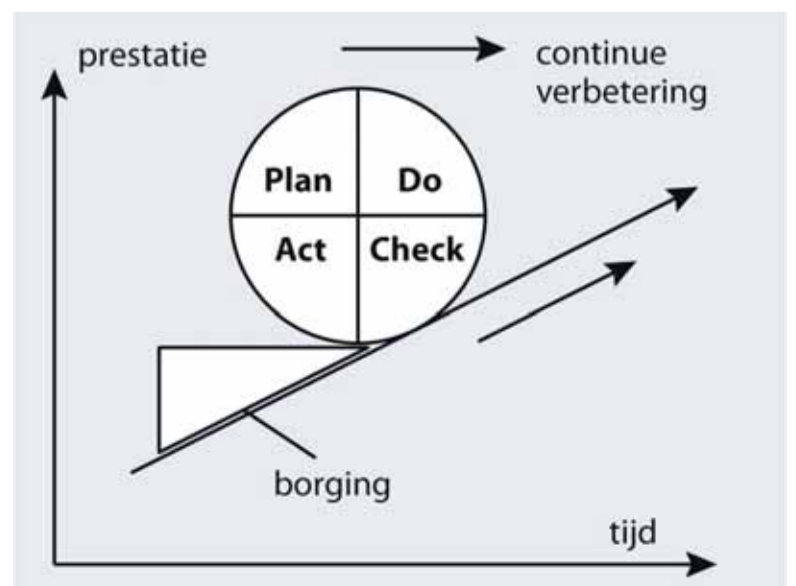 prestatie
continue
verbetering
Plan
Do
Act
Check
borging
tijd